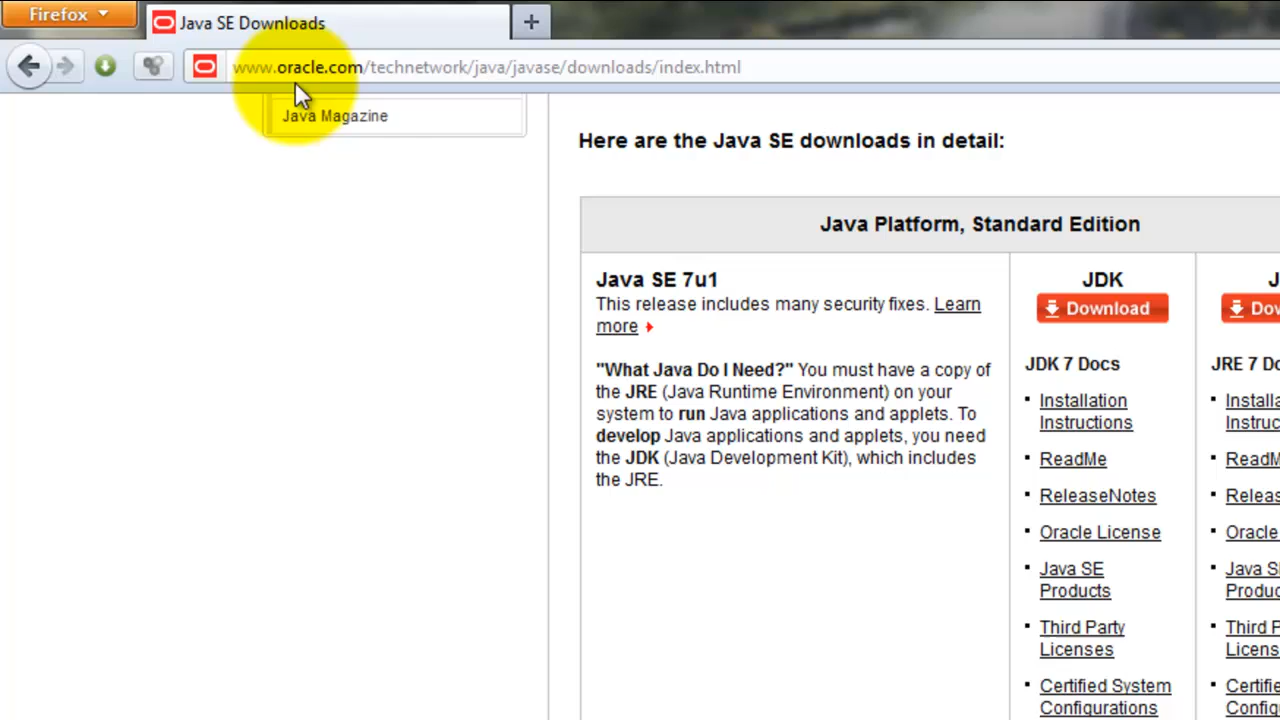 Firefox
Java SE Downloads
www.oracle.com/technetwork/java/javase/downloads/index.html
Java Magazine
Here are the Java SE downloads in detail:
Java Platform, Standard Edition
Java SE 7u1
This release includes many security fixes. Learn
more
"What Java Do I Need?" You must have a copy of
the JRE (Java Runtime Environment) on your
system to run Java applications and applets. To
develop Java applications and applets, you need
the JDK (Java Development Kit), which includes
the JRE.
JDK
Download
JDK 7 Docs
Installation
Instructions
ReadMe
ReleaseNotes
Oracle License
Java SE
Products
Third Party
Licenses
Certified System
Configurations
JRE 7
Oracle
Java
Third